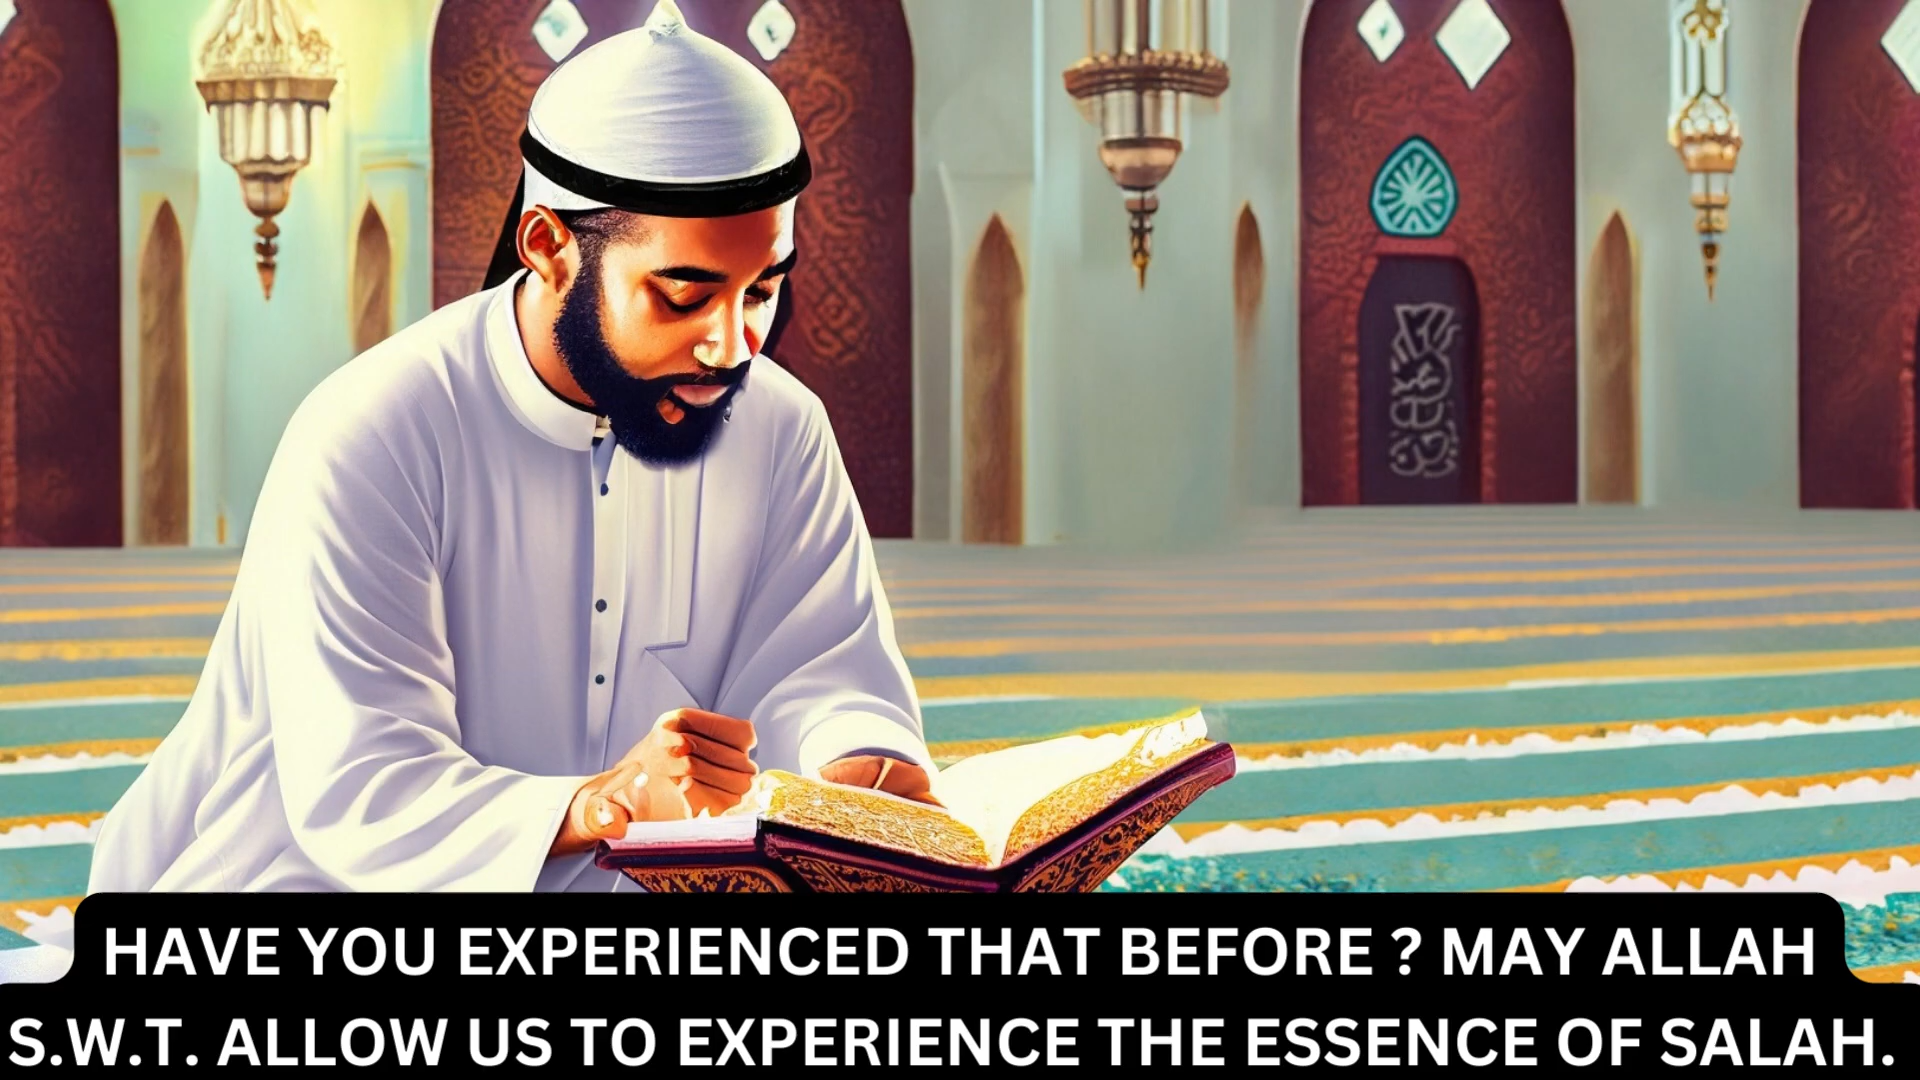 HAVE YOU EXPERIENCED THAT BEFORE ? MAY ALLAH
S.W.T. ALLOW US TO EXPERIENCE THE ESSENCE OF SALAH.